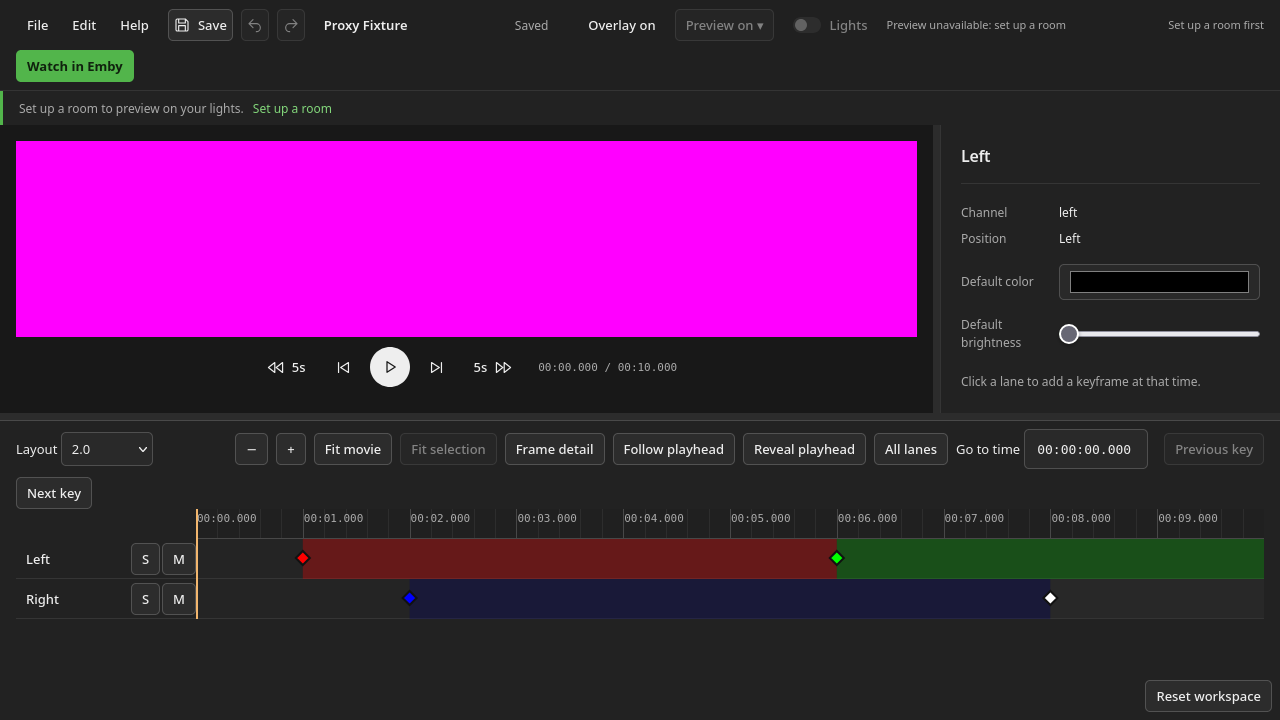 File Edit Help Save Proxy Fixture Saved Overlay on Preview on ▾ Lights Preview unavailable: set up a room Set up a room first
Watch in Emby
Set up a room to preview on your lights. Set up a room
Left
Channel left
Position Left
Default color
Default
brightness
Click a lane to add a keyframe at that time.
5s 5s 00:00.000 / 00:10.000
Layout 2.0 − + Fit movie Fit selection Frame detail Follow playhead Reveal playhead All lanes Go to time 00:00:00.000 Previous key
Next key
00:00.000 00:01.000 00:02.000 00:03.000 00:04.000 00:05.000 00:06.000 00:07.000 00:08.000 00:09.000
Left S M
Right S M
Reset workspace